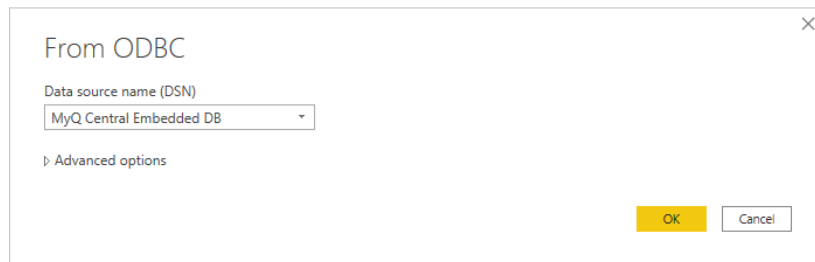 From ODBC
Data source name (DSN)
MyQ Central Embedded DB
Advanced options
OK
Cancel